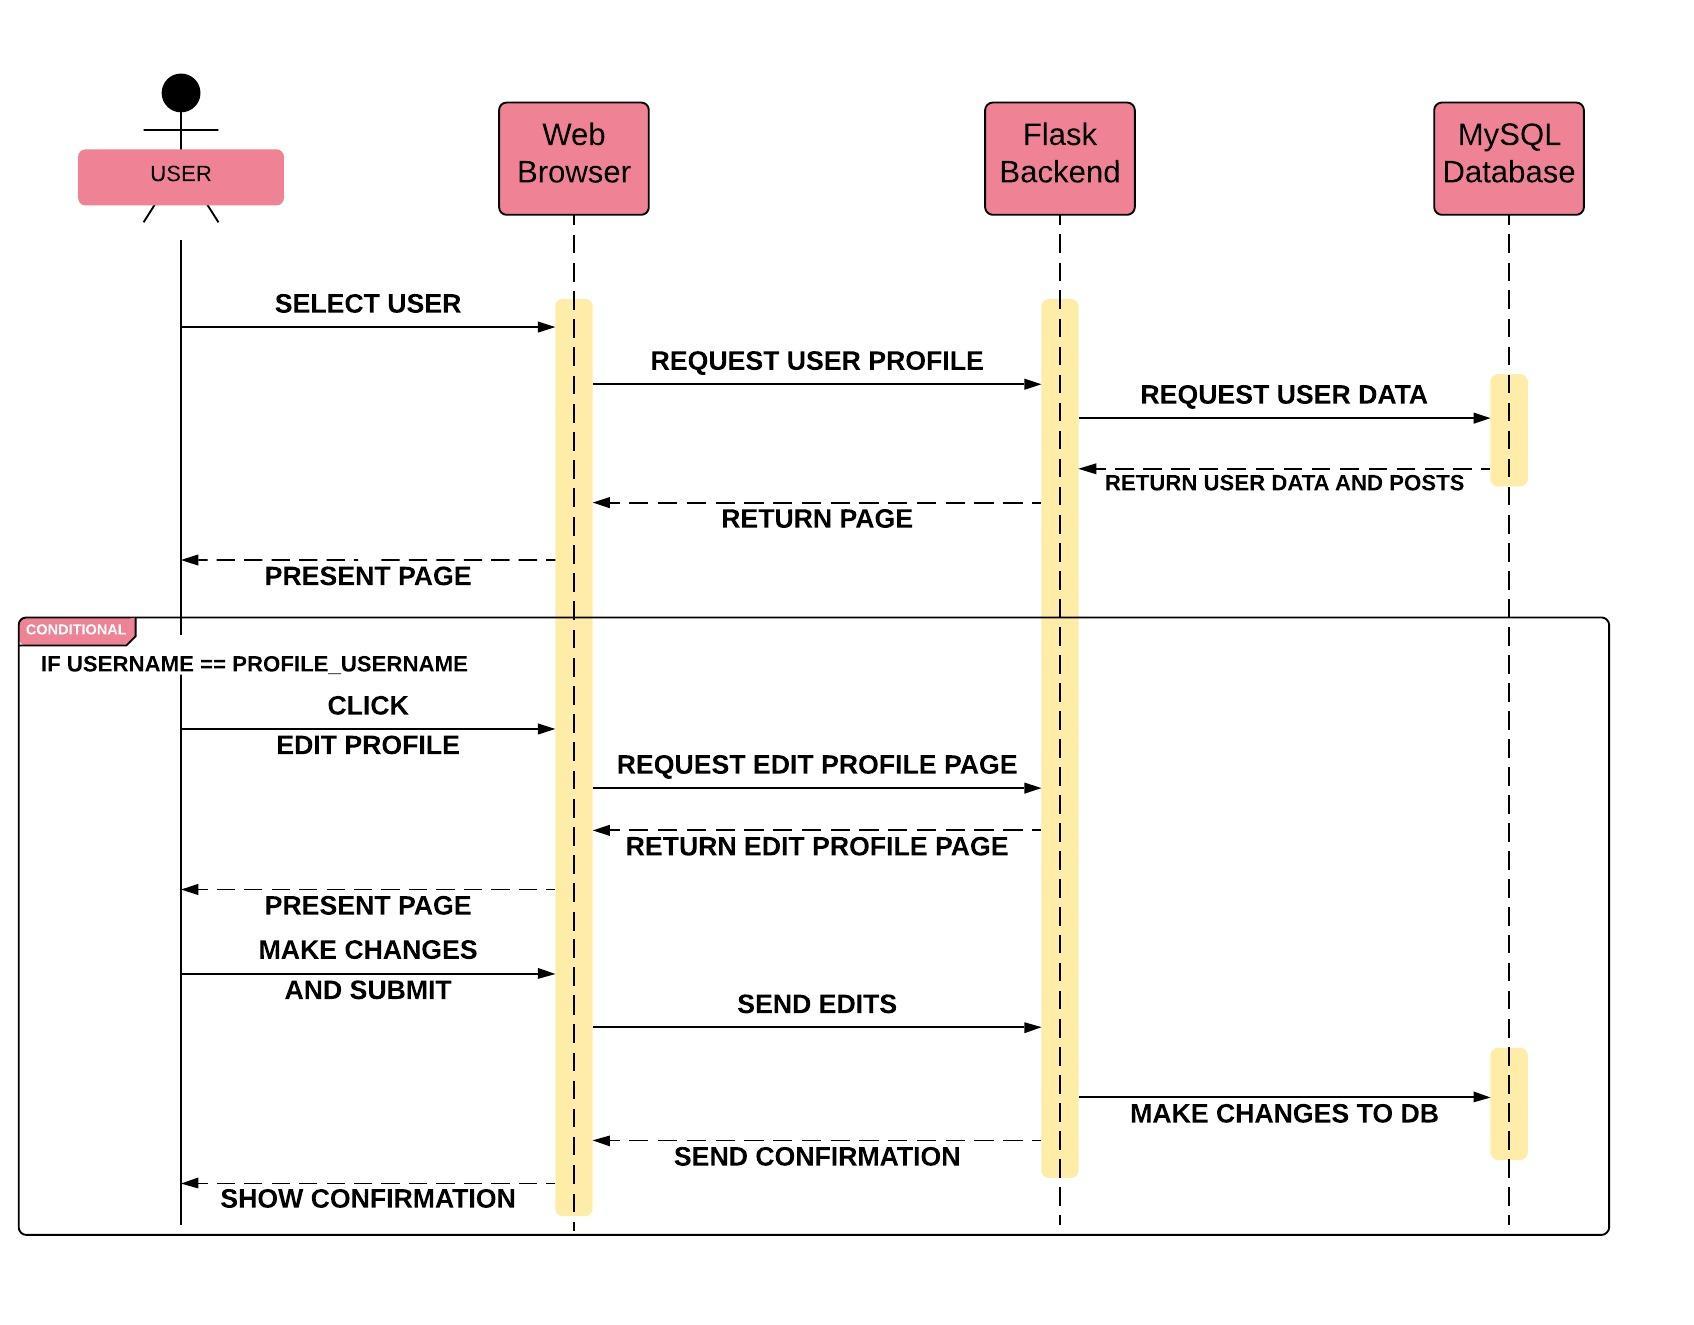 USER
Web
Browser
Flask
Backend
MySQL
Database
SELECT USER
REQUEST USER PROFILE
REQUEST USER DATA
RETURN USER DATA AND POSTS
RETURN PAGE
PRESENT PAGE
CONDITIONAL
IF USERNAME == PROFILE_USERNAME
CLICK
EDIT PROFILE
REQUEST EDIT PROFILE PAGE
RETURN EDIT PROFILE PAGE
PRESENT PAGE
MAKE CHANGES
AND SUBMIT
SEND EDITS
MAKE CHANGES TO DB
SEND CONFIRMATION
SHOW CONFIRMATION